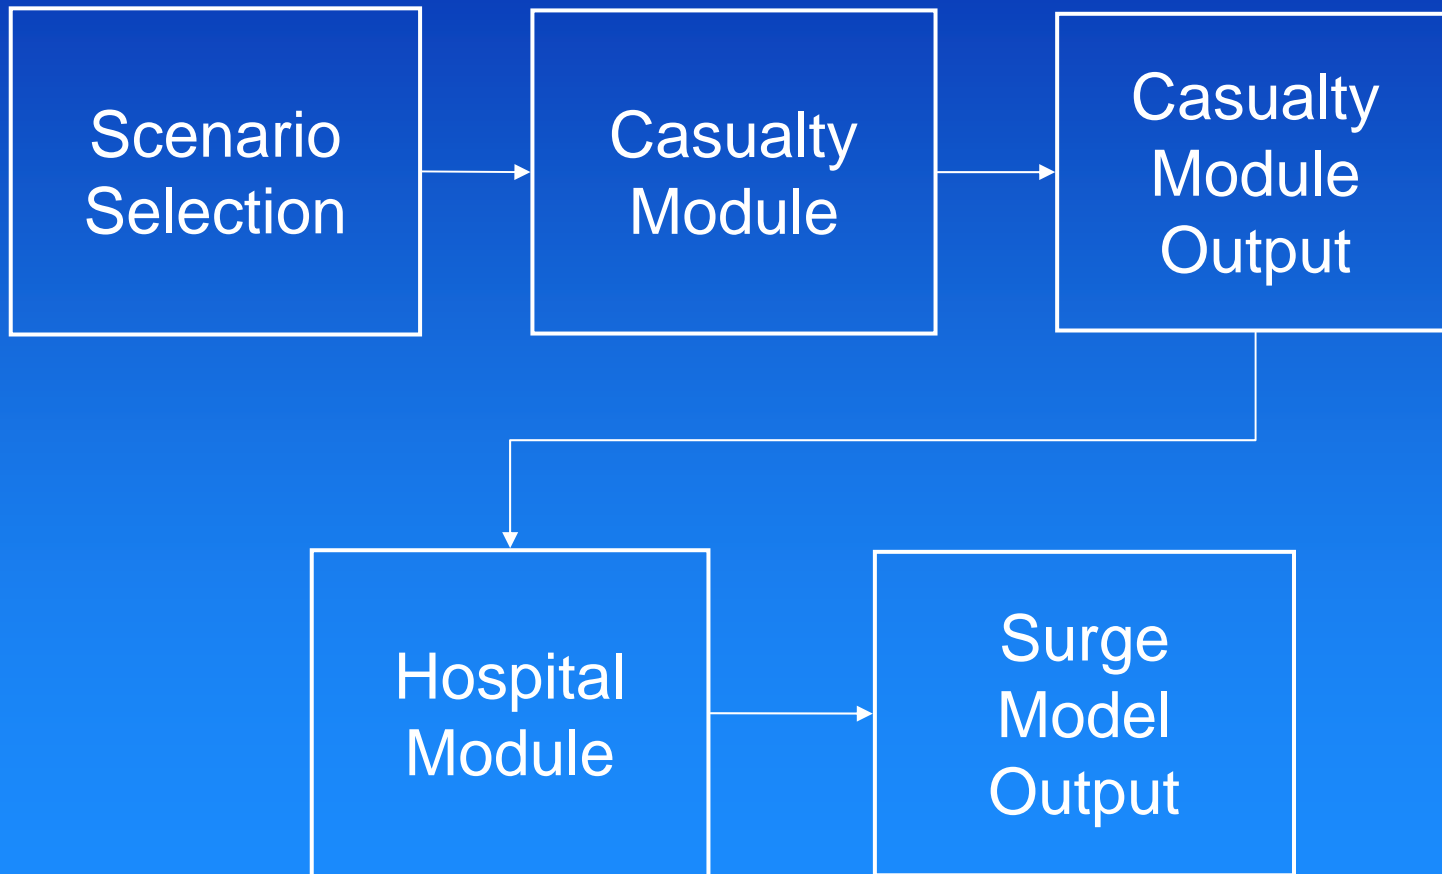 Scenario
Selection
Casualty
Module
Casualty
Module
Output
Hospital
Module
Surge
Model
Output